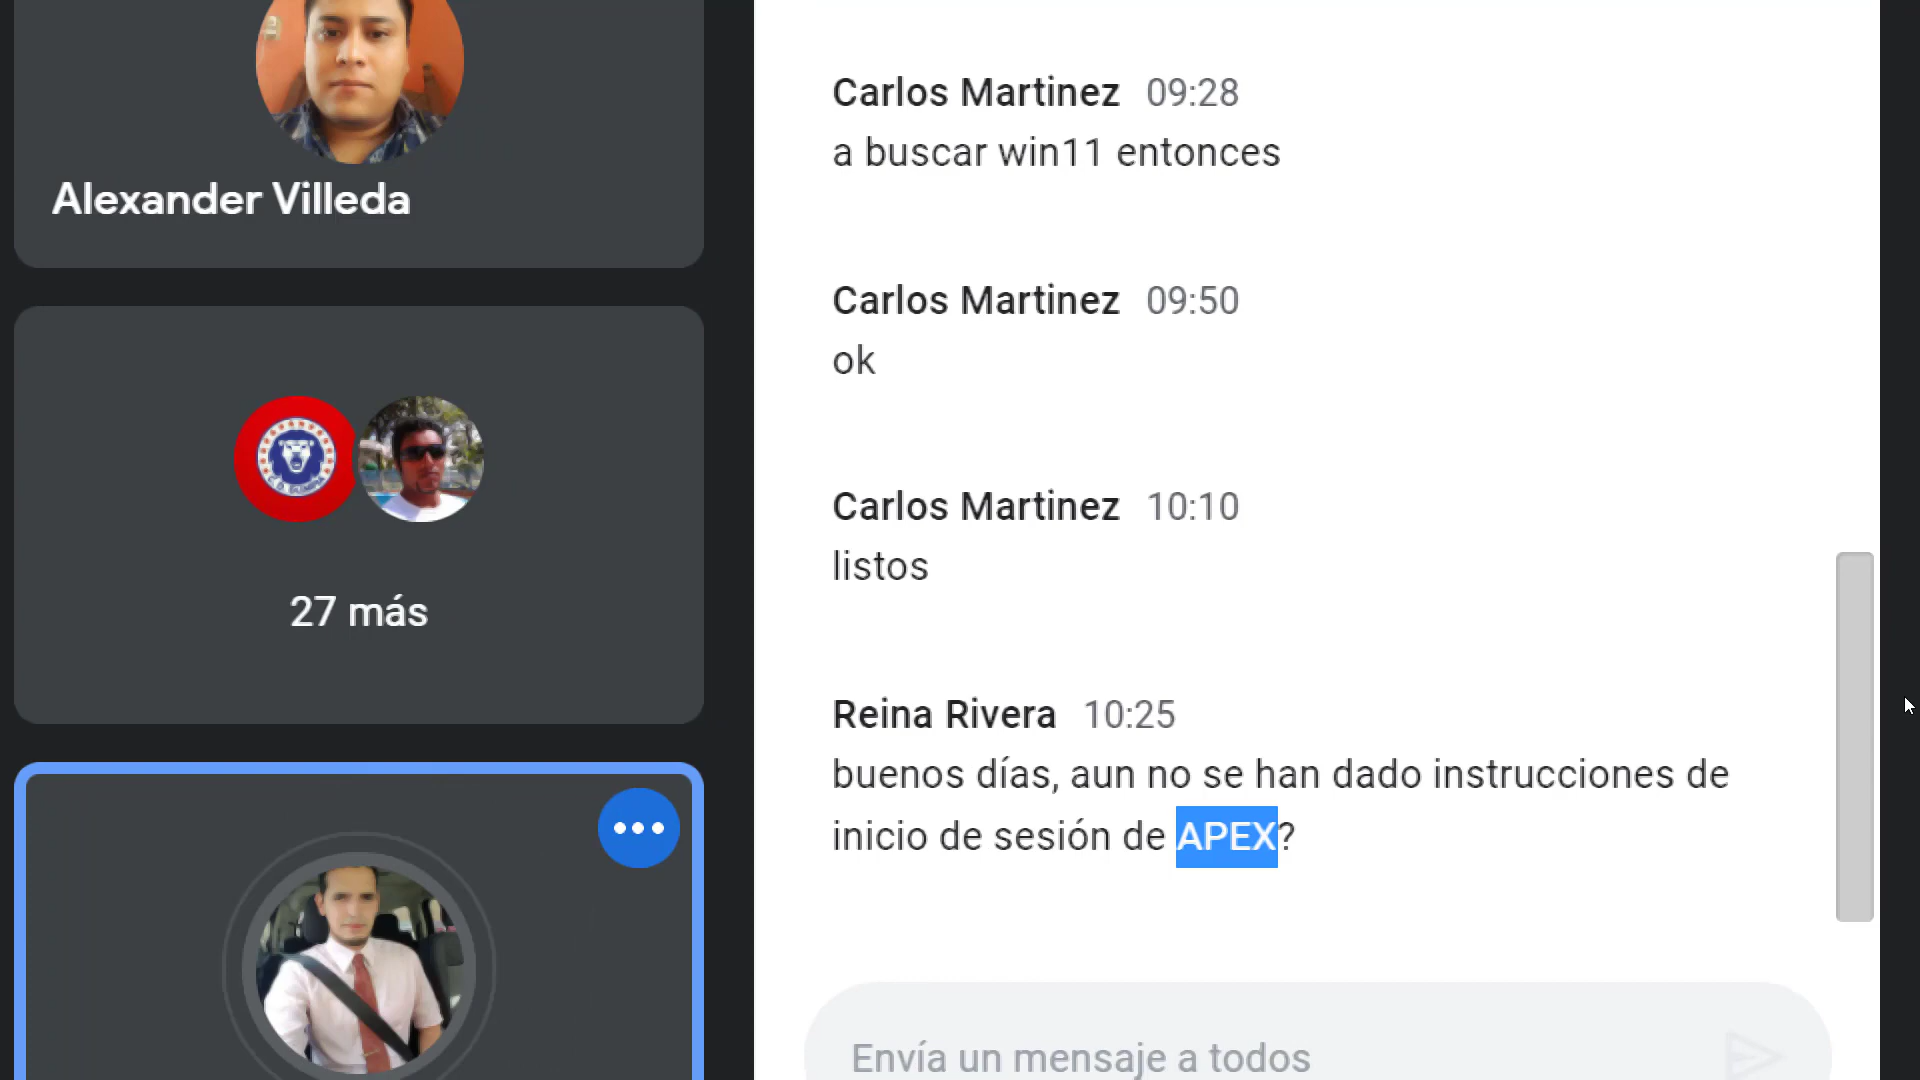 Alexander Villeda
27 más
Carlos Martinez 09:28
a buscar win11 entonces
Carlos Martinez 09:50
ok
Carlos Martinez 10:10
listos
Reina Rivera 10:25
buenos días, aun no se han dado instrucciones de
inicio de sesión de APEX?
Envía un mensaje a todos